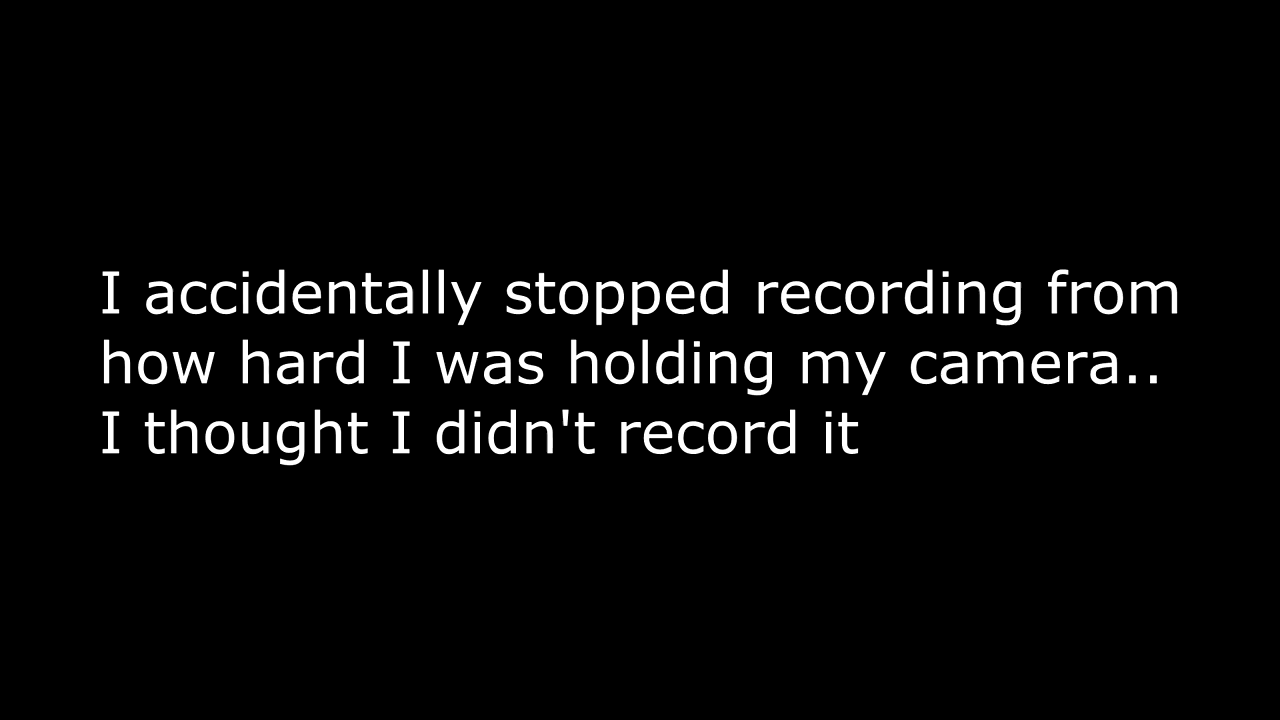 I accidentally stopped recording from
how hard I was holding my camera..
I thought I didn't record it